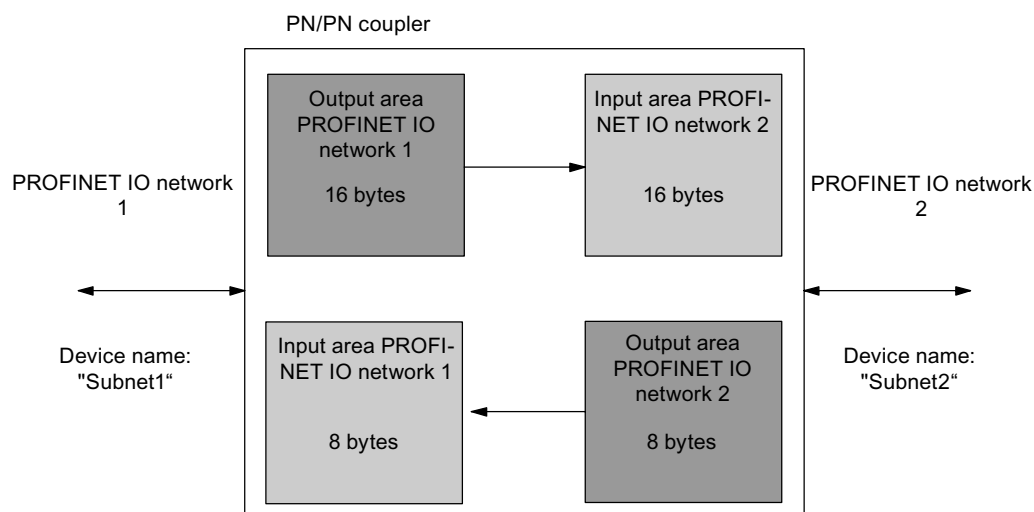 PN/PN coupler
Output area
PROFINET IO
network 1
16 bytes
Input area PROFI-
NET IO network 2
16 bytes
PROFINET IO network
1
PROFINET IO network
2
Device name:
"Subnet1“
Input area PROFI-
NET IO network 1
8 bytes
Output area
PROFINET IO
network 2
8 bytes
Device name:
"Subnet2“